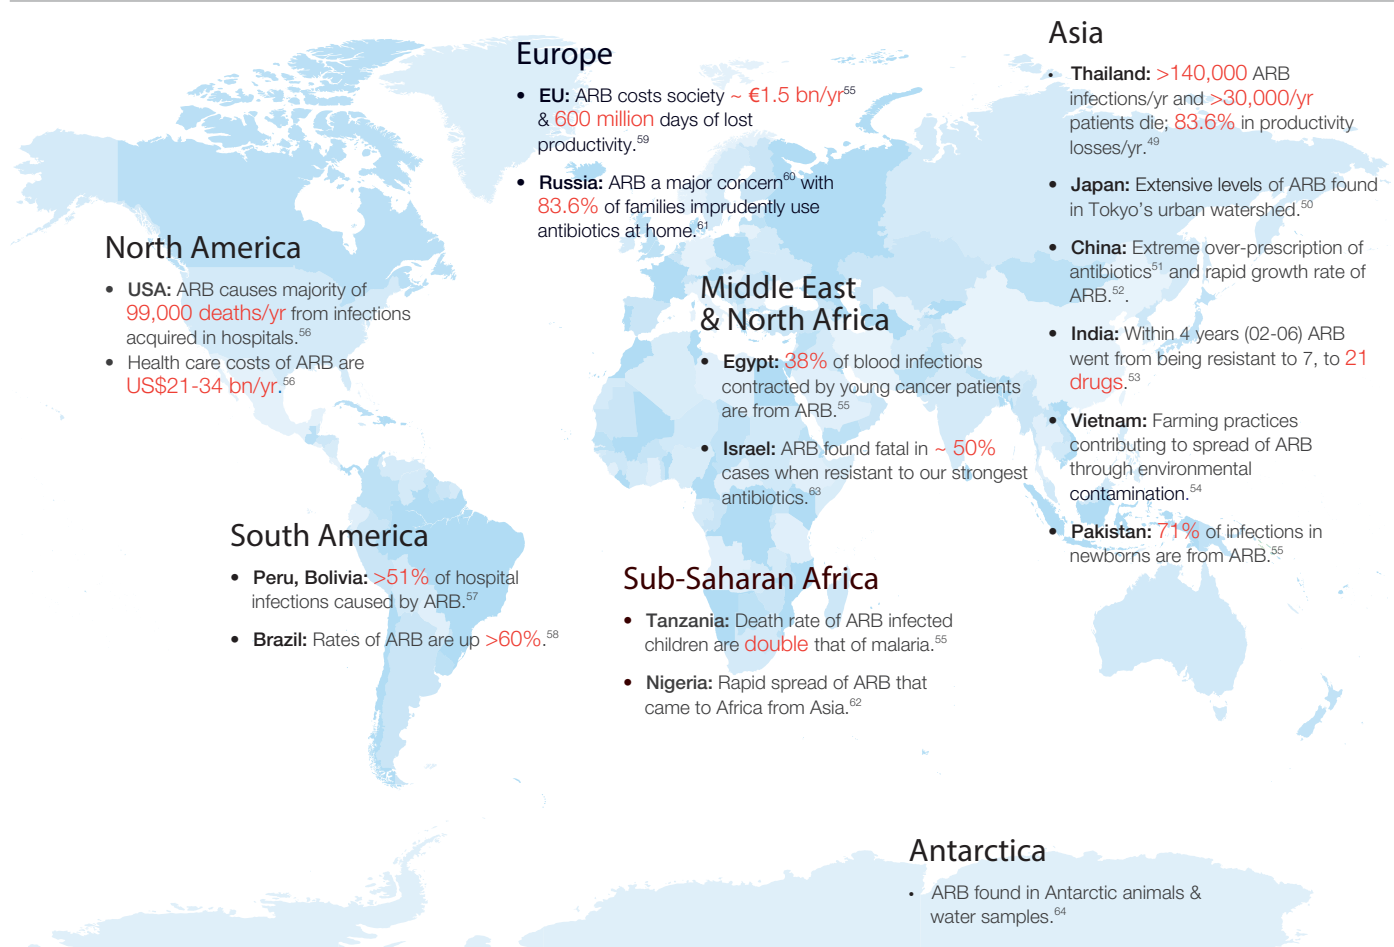 Europe
• EU: ARB costs society ~ €1.5 bn/yr55
& 600 million days of lost
productivity.59
• Russia: ARB a major concern60 with
83.6% of families imprudently use
antibiotics at home.61
Asia
• Thailand: >140,000 ARB
infections/yr and >30,000/yr
patients die; 83.6% in productivity
losses/yr.49
• Japan: Extensive levels of ARB found
in Tokyo's urban watershed.50
• China: Extreme over-prescription of
antibiotics51 and rapid growth rate of
ARB.52.
• India: Within 4 years (02-06) ARB
went from being resistant to 7, to 21
drugs.53
• Vietnam: Farming practices
contributing to spread of ARB
through environmental
contamination.54
• Pakistan: 71% of infections in
newborns are from ARB.55
North America
• USA: ARB causes majority of
99,000 deaths/yr from infections
acquired in hospitals.56
• Health care costs of ARB are
US$21-34 bn/yr.56
Middle East
& North Africa
• Egypt: 38% of blood infections
contracted by young cancer patients
are from ARB.55
• Israel: ARB found fatal in ~ 50%
cases when resistant to our strongest
antibiotics.63
South America
• Peru, Bolivia: >51% of hospital
infections caused by ARB.57
• Brazil: Rates of ARB are up >60%.58
Sub-Saharan Africa
• Tanzania: Death rate of ARB infected
children are double that of malaria.55
• Nigeria: Rapid spread of ARB that
came to Africa from Asia.62
Antarctica
• ARB found in Antarctic animals &
water samples.64